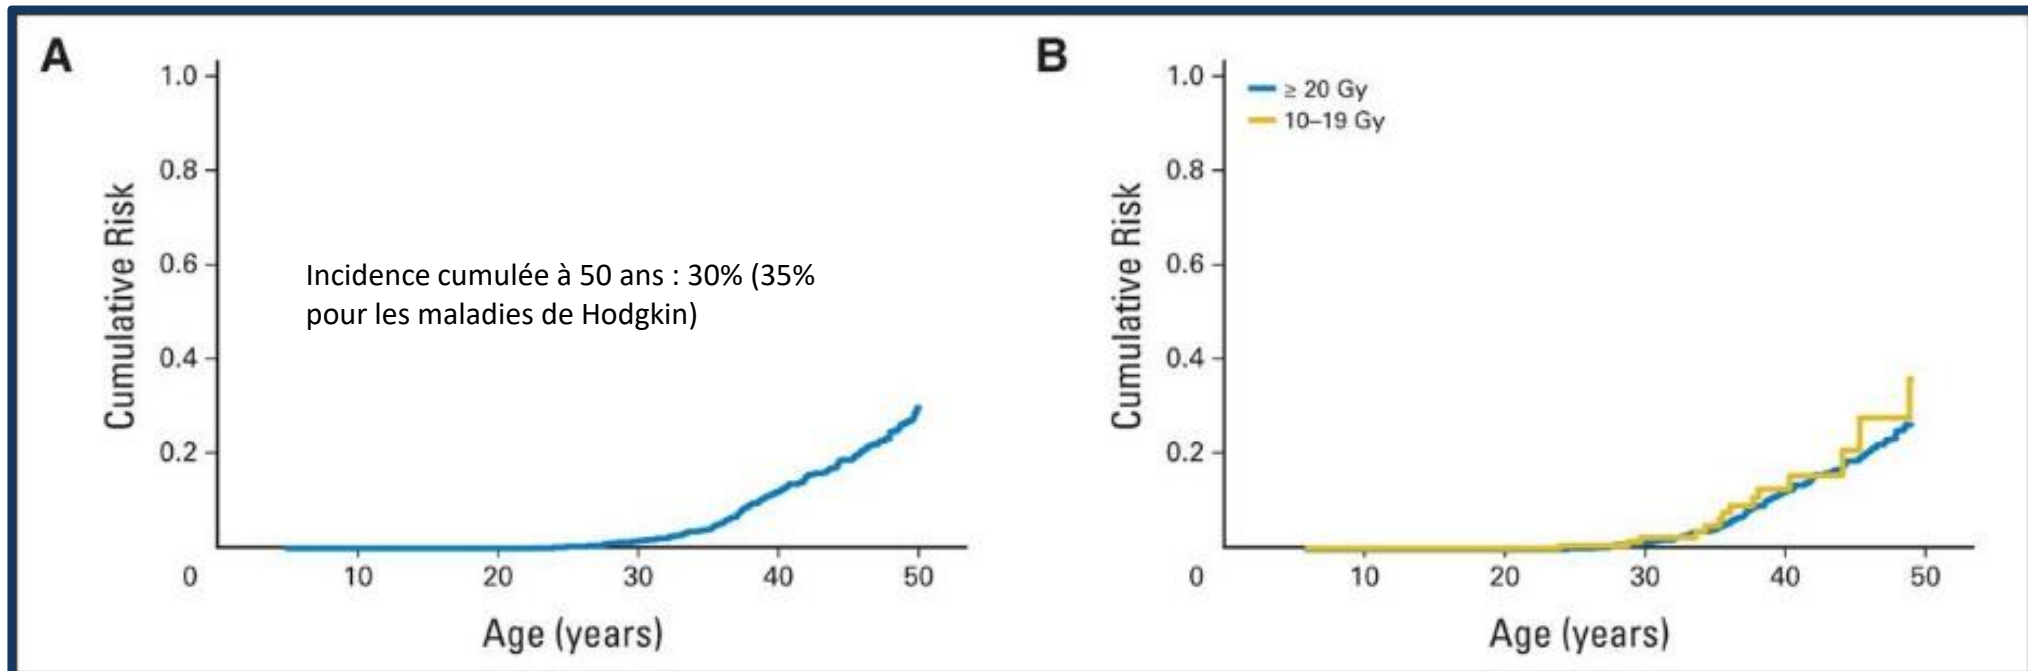 A
1.0
0.8
0.6
0.4
0.2
0
10
20
30
40
50
Cumulative Risk
Age (years)
Incidence cumulée à 50 ans : 30% (35%
pour les maladies de Hodgkin)
B
1.0
0.8
0.6
0.4
0.2
0
10
20
30
40
50
Cumulative Risk
Age (years)
≥ 20 Gy
10–19 Gy